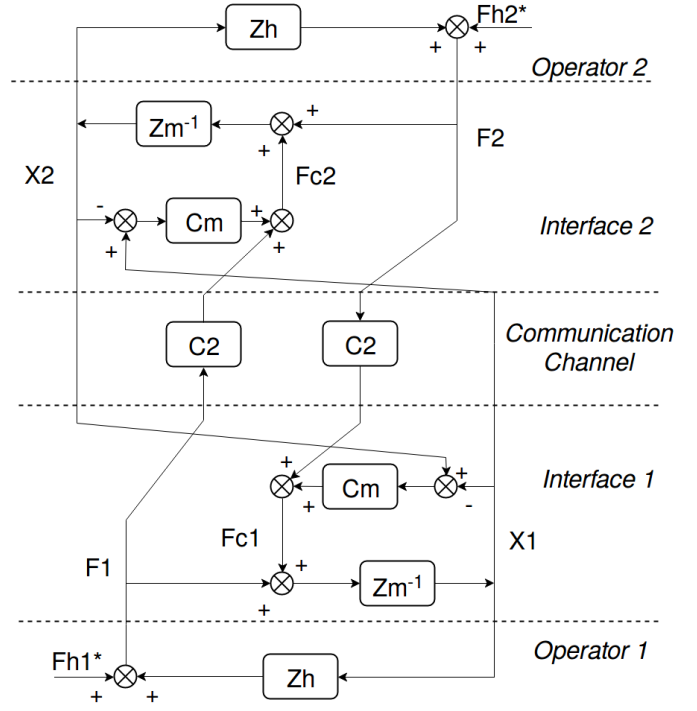 Zh
Fh2*
+ +
Operator 2
Zm⁻¹
+
+
F2
X2
Fc2
-
Cm
+
+
+
Interface 2
C2
C2
Communication
Channel
+
+
Cm
+
-
Interface 1
Fc1
X1
F1
+
+
Zm⁻¹
Operator 1
Fh1*
+ +
Zh